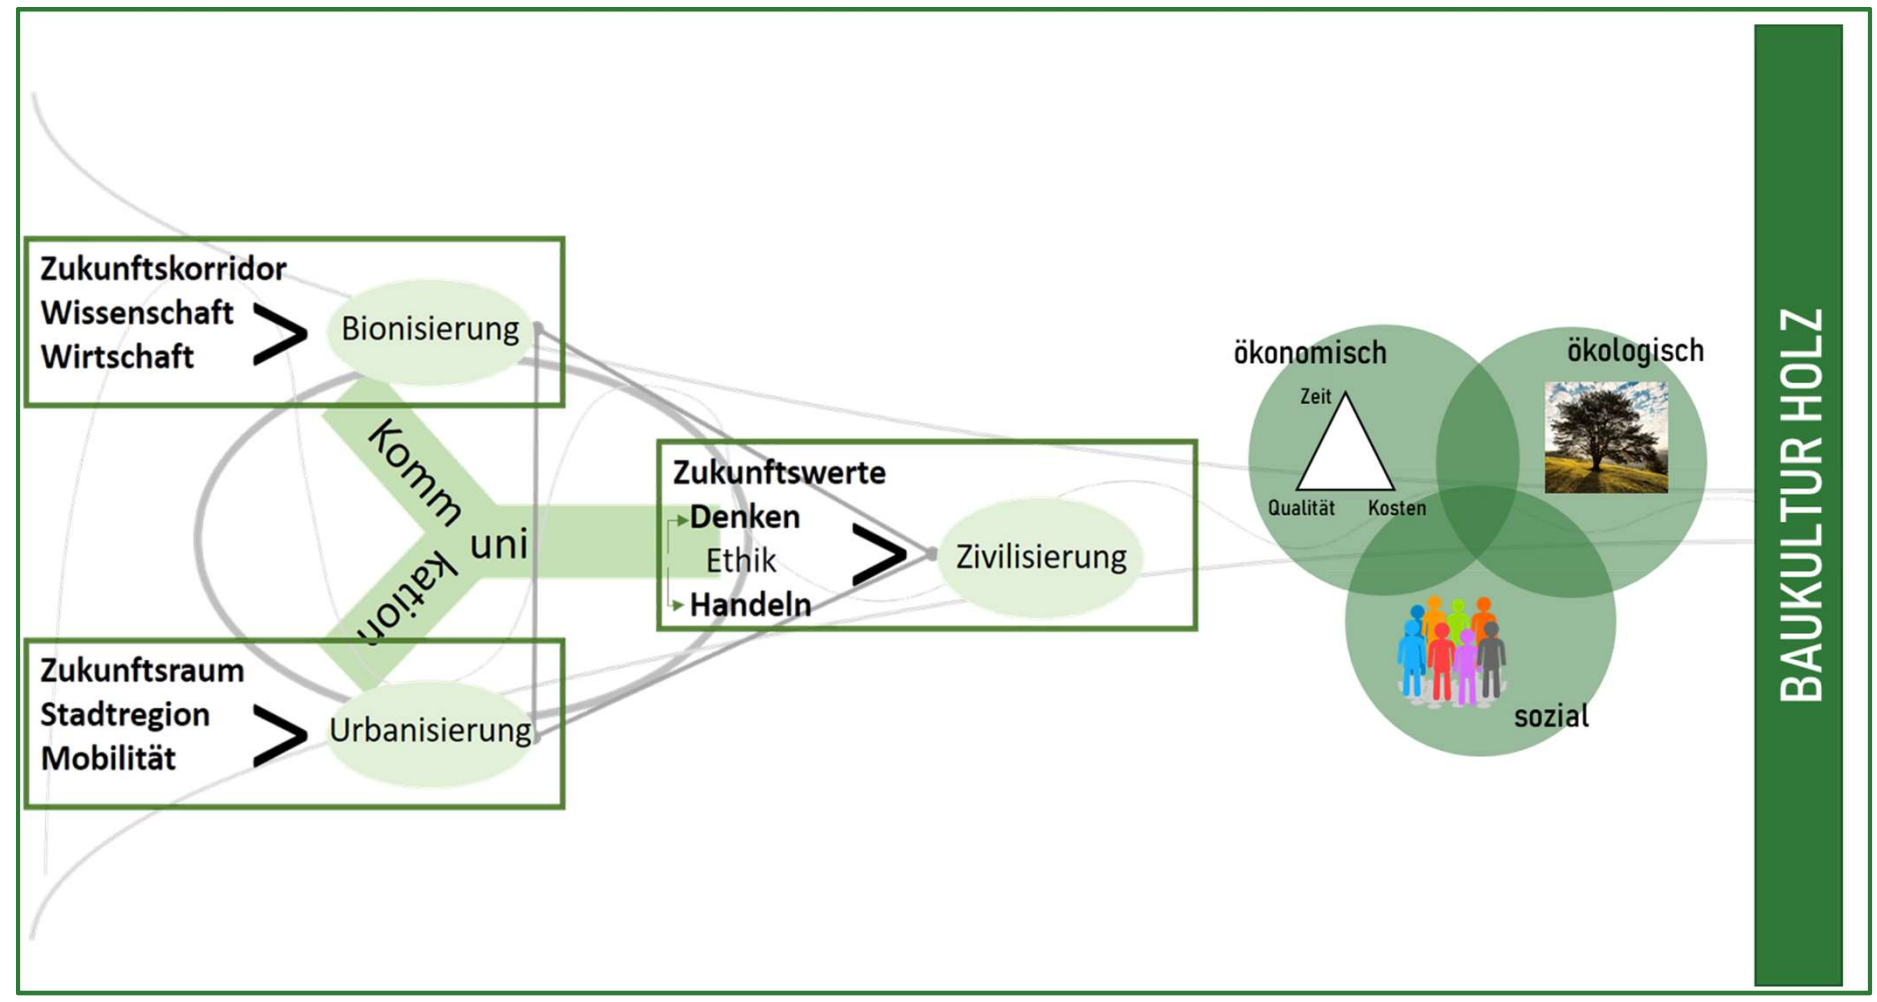 Zukunftskorridor
Wissenschaft
Wirtschaft
>
Bionisierung
Komm
uni
kation
Zukunftsraum
Stadtregion
Mobilität
>
Urbanisierung
Zukunftswerte
Denken
Ethik
Handeln
>
Zivilisierung
ökonomisch
Zeit
Qualität
Kosten
ökologisch
sozial
BAUKULTUR HOLZ